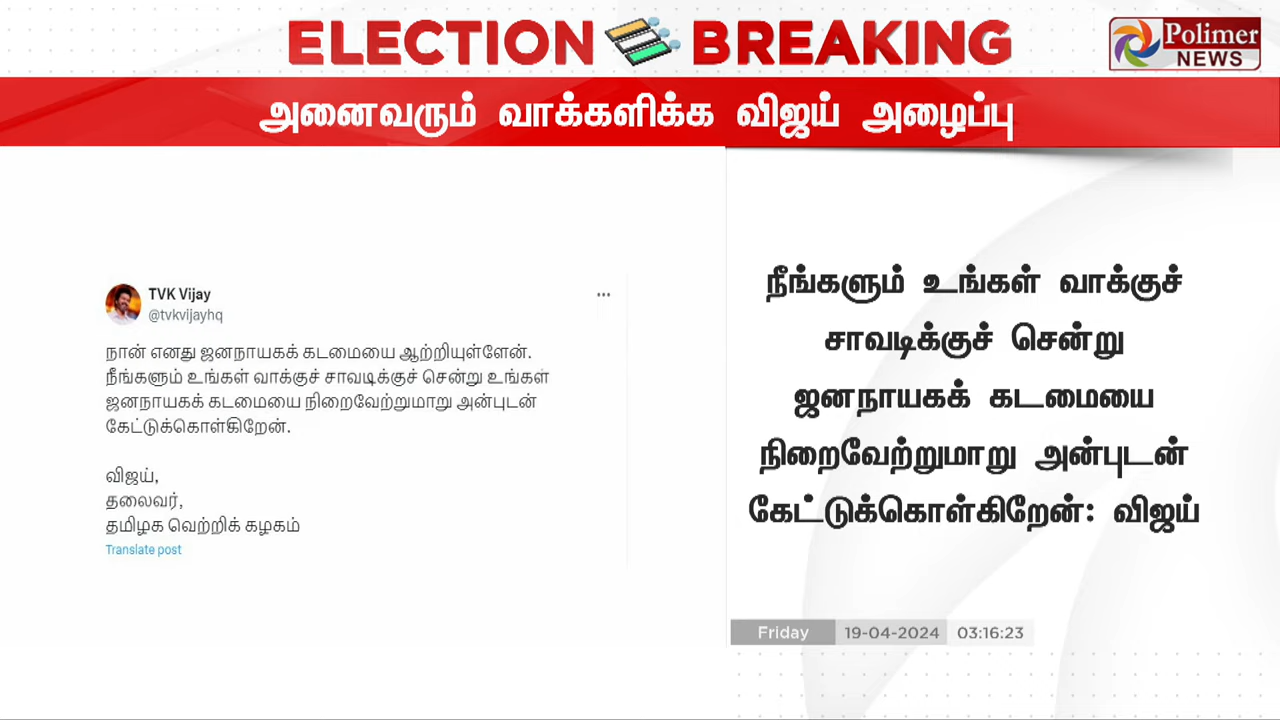 ELECTION BREAKING
Polimer
NEWS
அனைவரும் வாக்களிக்க விஜய் அழைப்பு
TVK Vijay
@tvkvijayhq
நான் எனது ஜனநாயகக் கடமையை ஆற்றியுள்ளேன்.
நீங்களும் உங்கள் வாக்குச் சாவடிக்குச் சென்று உங்கள்
ஜனநாயகக் கடமையை நிறைவேற்றுமாறு அன்புடன்
கேட்டுக்கொள்கிறேன்.
விஜய்,
தலைவர்,
தமிழக வெற்றிக் கழகம்
Translate post
நீங்களும் உங்கள் வாக்குச்
சாவடிக்குச் சென்று
ஜனநாயகக் கடமையை
நிறைவேற்றுமாறு அன்புடன்
கேட்டுக்கொள்கிறேன்: விஜய்
Friday 19-04-2024 03:16:23